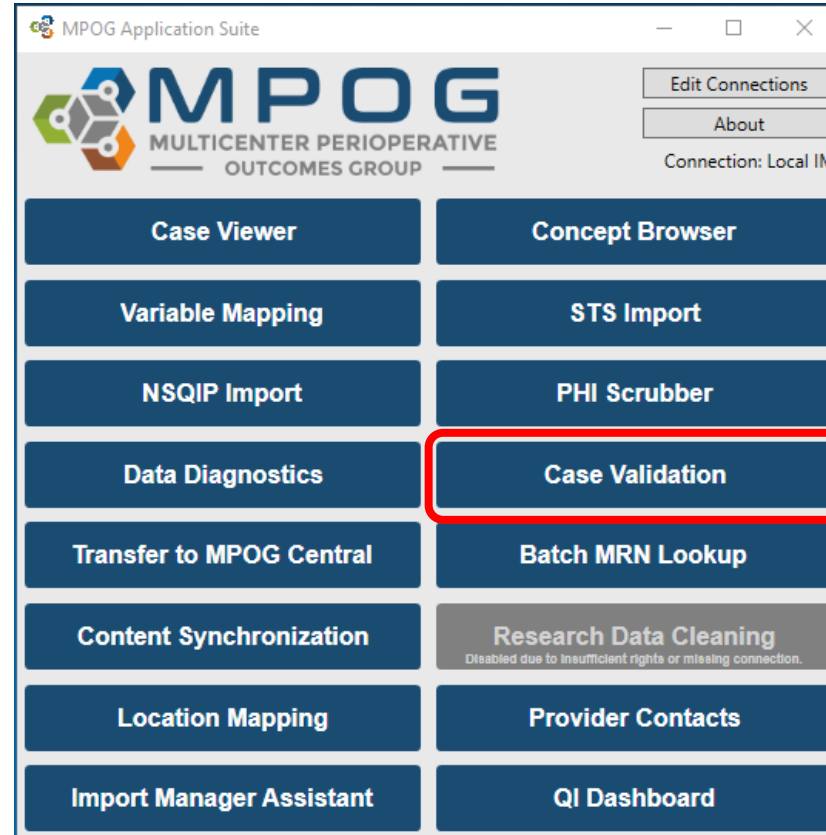 MPOG Application Suite
MPOG
MULTICENTER PERIOPERATIVE
OUTCOMES GROUP
Edit Connections
About
Connection: Local IM
Case Viewer
Concept Browser
Variable Mapping
STS Import
NSQIP Import
PHI Scrubber
Data Diagnostics
Case Validation
Transfer to MPOG Central
Batch MRN Lookup
Content Synchronization
Research Data Cleaning
Disabled due to insufficient rights or missing connection.
Location Mapping
Provider Contacts
Import Manager Assistant
QI Dashboard